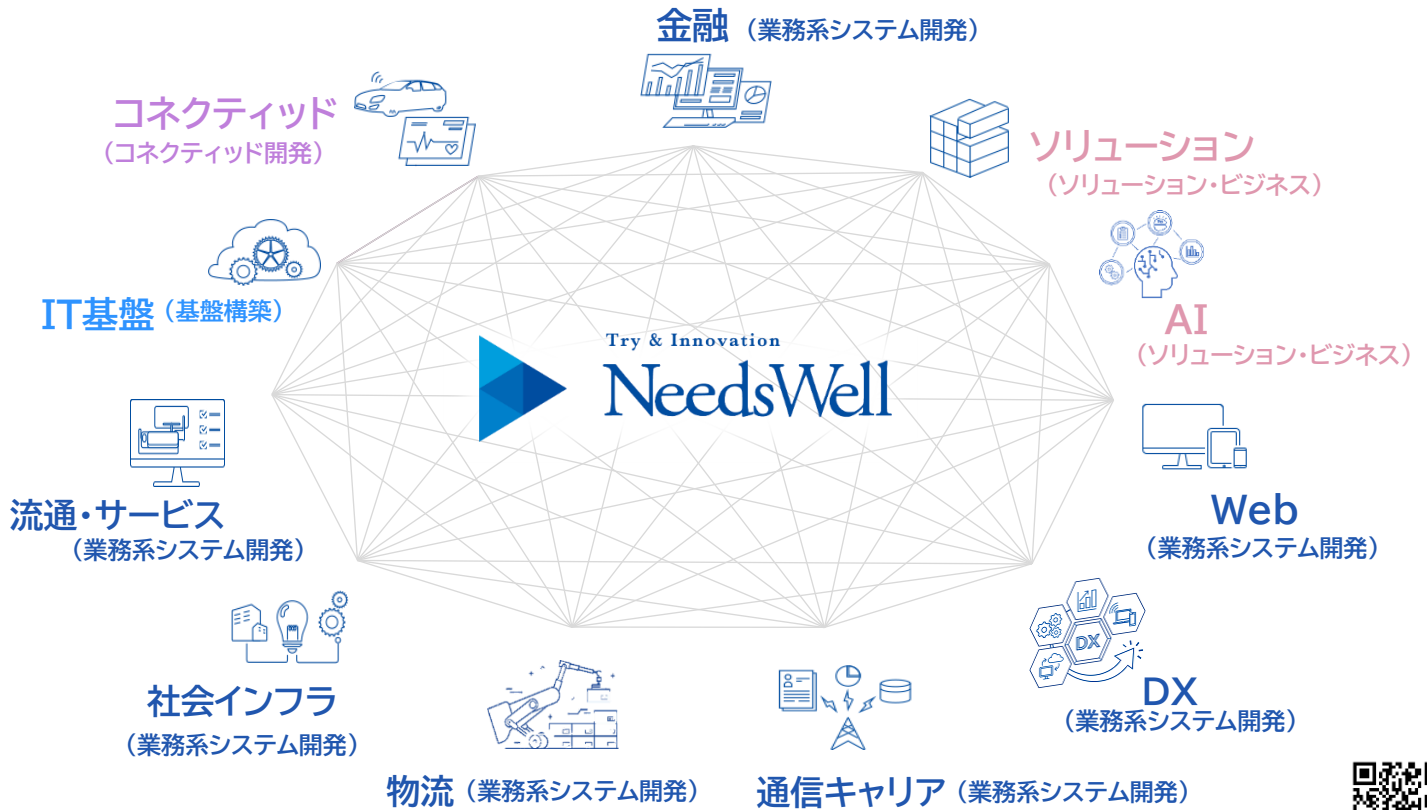 金融（業務系システム開発）
コネクティッド
（コネクティッド開発）
ソリューション
（ソリューション・ビジネス）
IT基盤（基盤構築）
AI
（ソリューション・ビジネス）
Try & Innovation
NeedsWell
流通・サービス
（業務系システム開発）
Web
（業務系システム開発）
DX
社会インフラ
（業務系システム開発）
DX
（業務系システム開発）
物流（業務系システム開発）
通信キャリア（業務系システム開発）